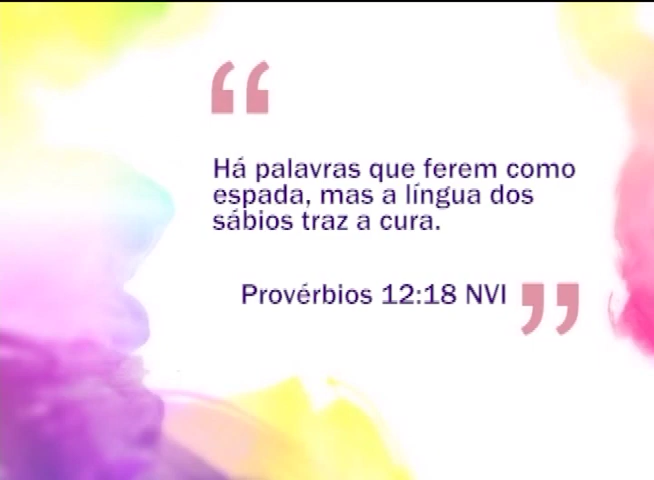 “
Há palavras que ferem como
espada, mas a língua dos
sábios traz a cura.
Provérbios 12:18 NVI ”